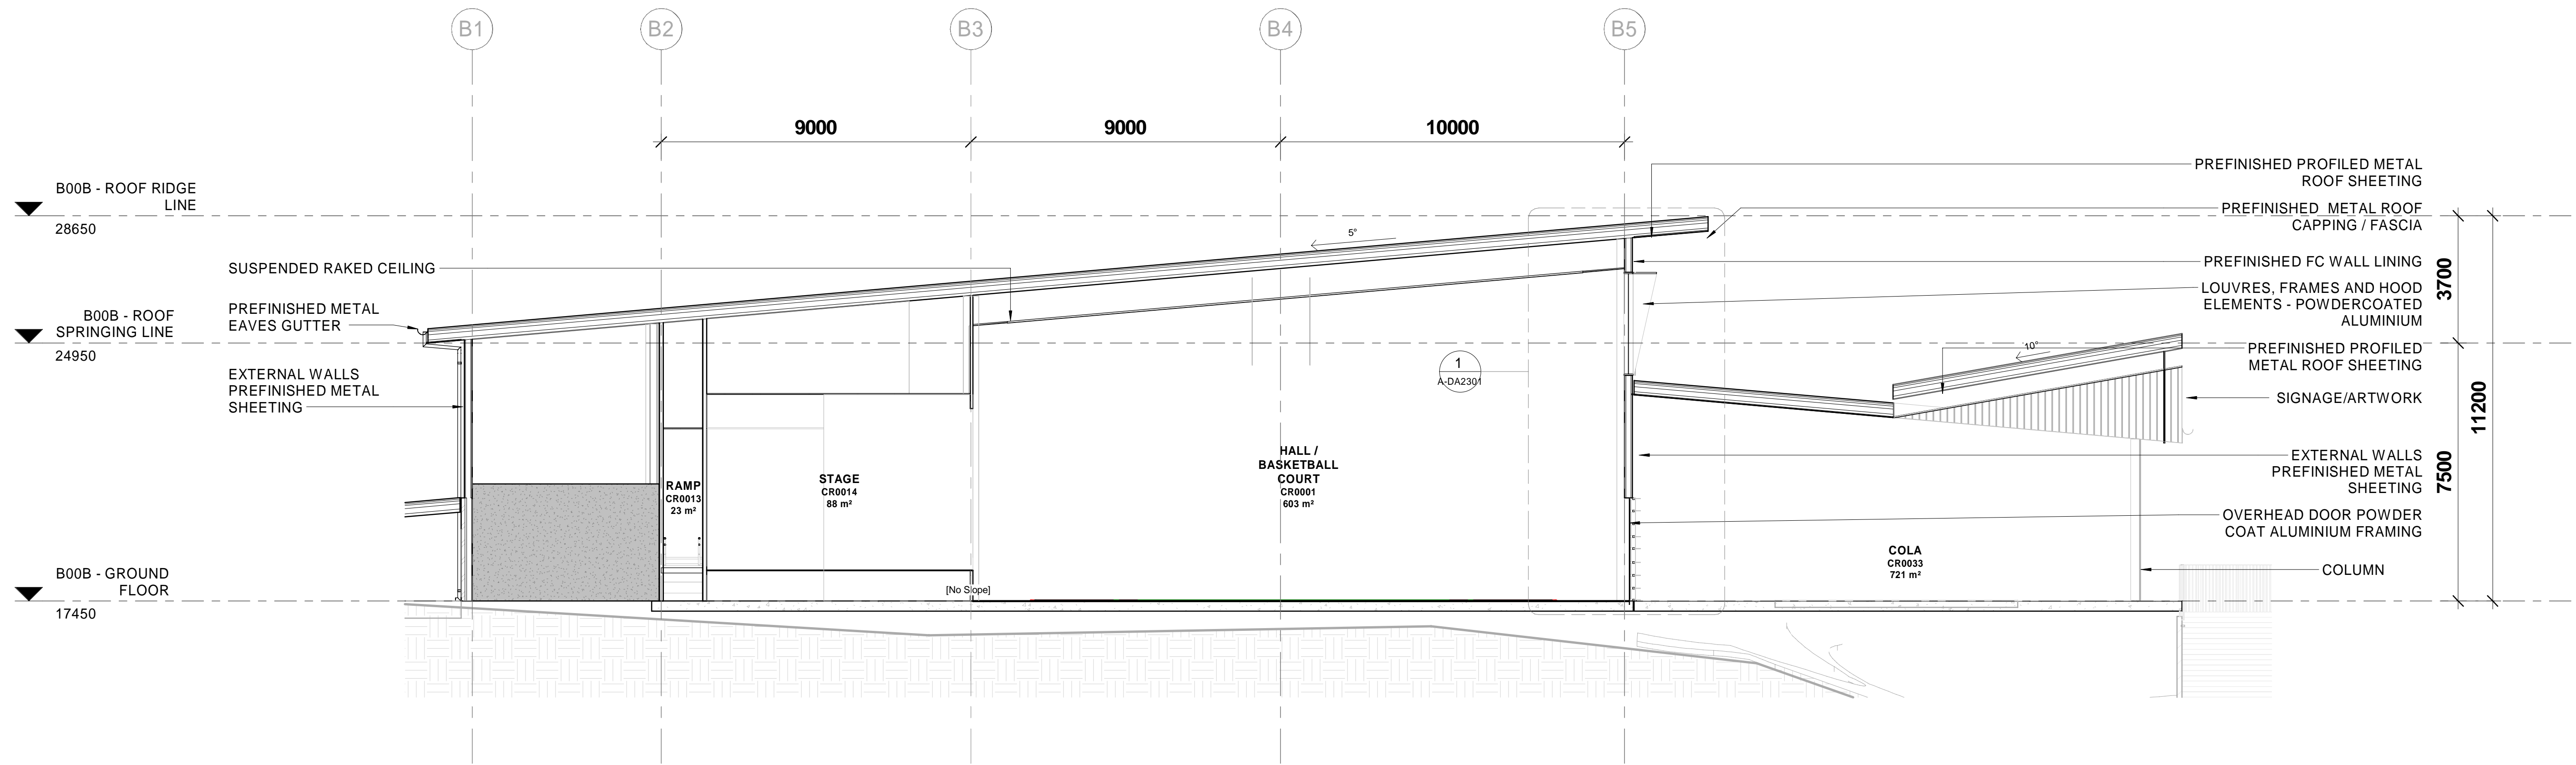 B1
B2
B3
B4
B5
9000
9000
10000
B00B - ROOF RIDGE
LINE
28650
B00B - ROOF
SPRINGING LINE
24950
B00B - GROUND
FLOOR
17450
SUSPENDED RAKED CEILING
PREFINISHED METAL
EAVES GUTTER
EXTERNAL WALLS
PREFINISHED METAL
SHEETING
5°
10°
1
A-DA2301
RAMP
CR0013
23 m²
STAGE
CR0014
88 m²
[No Slope]
HALL /
BASKETBALL
COURT
CR0001
603 m²
COLA
CR0033
721 m²
PREFINISHED PROFILED METAL
ROOF SHEETING
PREFINISHED METAL ROOF
CAPPING / FASCIA
PREFINISHED FC WALL LINING
LOUVRES, FRAMES AND HOOD
ELEMENTS - POWDERCOATED
ALUMINIUM
PREFINISHED PROFILED
METAL ROOF SHEETING
SIGNAGE/ARTWORK
EXTERNAL WALLS
PREFINISHED METAL
SHEETING
OVERHEAD DOOR POWDER
COAT ALUMINIUM FRAMING
COLUMN
3700
7500
11200